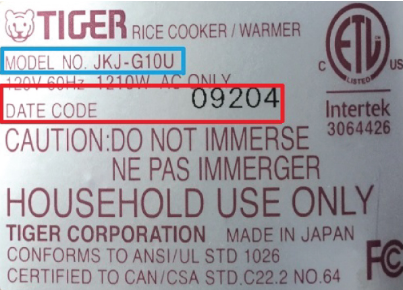 TIGER RICE COOKER / WARMER
MODEL NO. JKJ-G10U
120V 60Hz 1210W AC ONLY
DATE CODE 09204
CAUTION:DO NOT IMMERSE
NE PAS IMMERGER
HOUSEHOLD USE ONLY
TIGER CORPORATION MADE IN JAPAN
CONFORMS TO ANSI/UL STD 1026
CERTIFIED TO CAN/CSA STD.C22.2 NO.64
C ETL US
LISTED
Intertek
3064426
FC